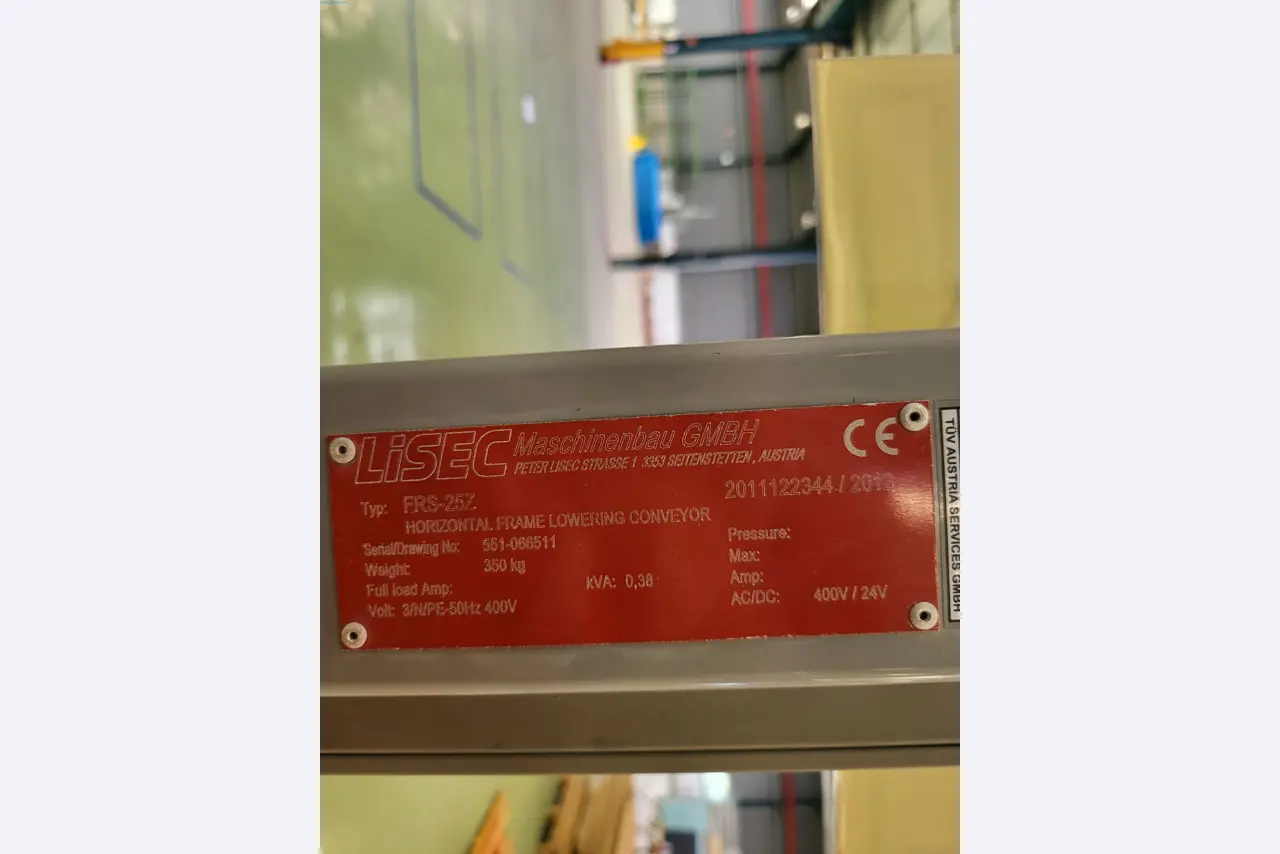 LiSEC Maschinenbau GMBH
PETER LISEC STRASSE 1 3353 SEITENSTETTEN, AUSTRIA
CE
Typ: FRS-25Z
2011122344 /
HORIZONTAL FRAME LOWERING CONVEYOR
Serial/Drawing No: 551-066511
Pressure:
Weight: 350 kg
Max:
Full load Amp:
kVA: 0,38
Amp:
Volt: 3/N/PE-50Hz 400V
AC/DC: 400V / 24V
TÜV AUSTRIA SERVICES GMBH